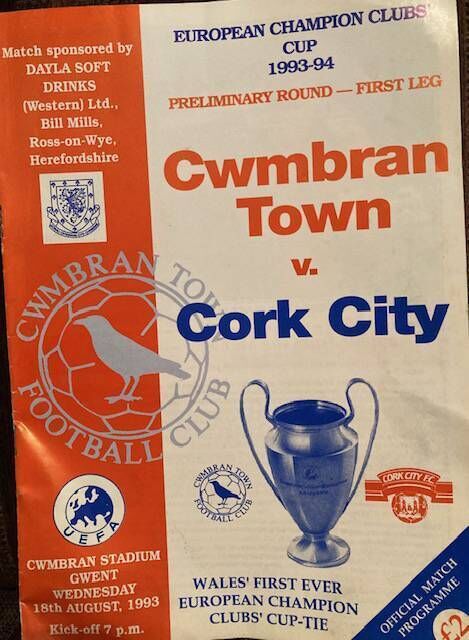 Match sponsored by
DAYLA SOFT
DRINKS
(Western) Ltd.,
Bill Mills,
Ross-on-Wye,
Herefordshire
EUROPEAN CHAMPION CLUBS'
CUP
1993-94
PRELIMINARY ROUND — FIRST LEG
Cwmbran
Town
v.
Cork City
CWMBRAN TOWN
FOOTBALL CLUB
UEFA
CWMBRAN STADIUM
GWENT
WEDNESDAY
18th AUGUST, 1993
Kick-off 7 p.m.
CWMBRAN TOWN
FOOTBALL CLUB
CORK CITY F.C.
WALES' FIRST EVER
EUROPEAN CHAMPION
CLUBS' CUP-TIE
OFFICIAL MATCH
PROGRAMME
£2